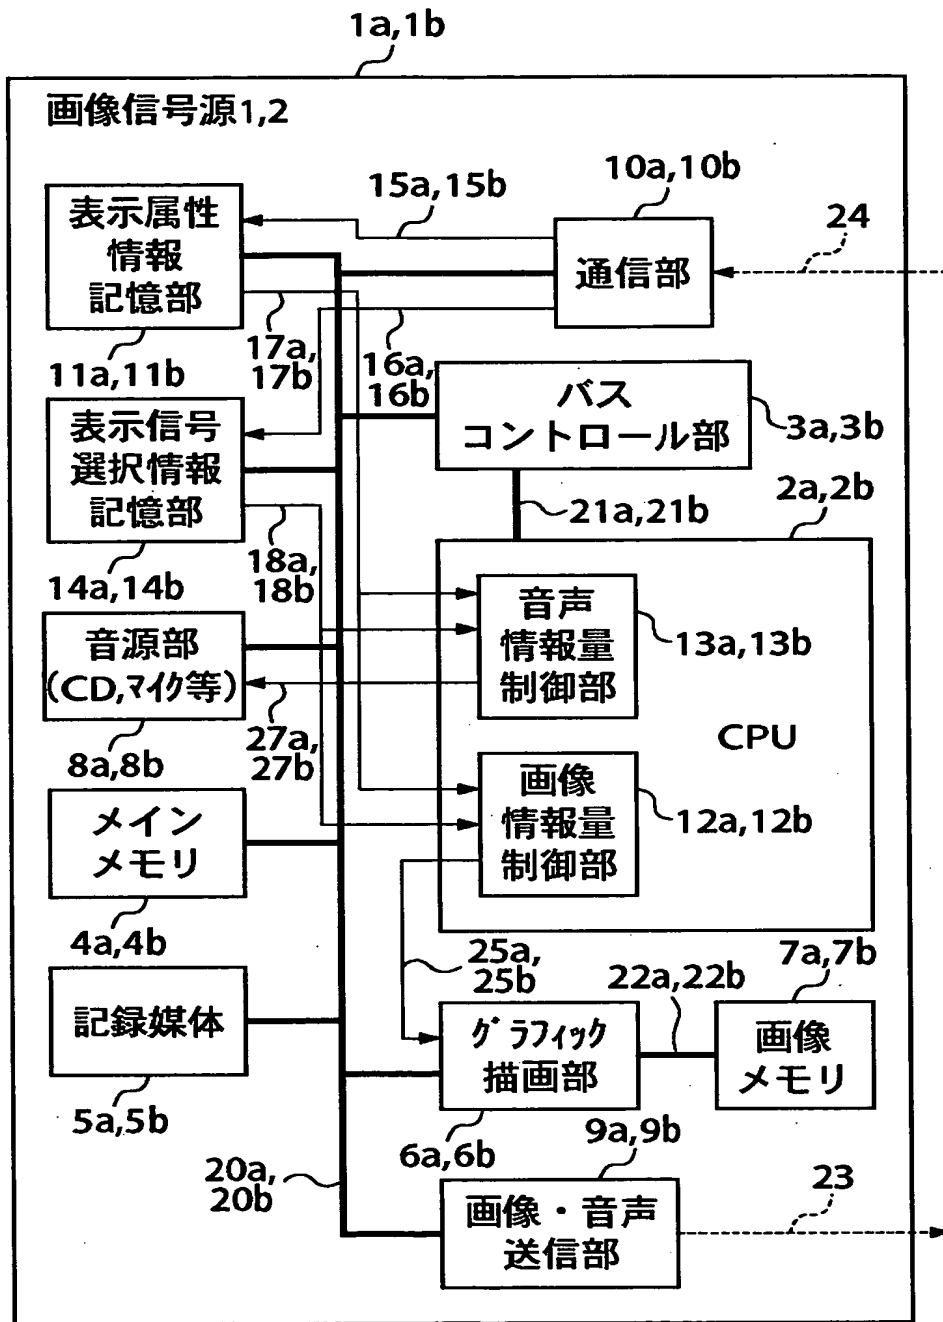 1a,1b
画像信号源1,2
15a,15b
10a,10b
24
表示属性
情報
記憶部
通信部
17a,
17b
16a,
16b
11a,11b
バス
コントロール部
3a,3b
表示信号
選択情報
記憶部
2a,2b
21a,21b
18a,
18b
14a,14b
音源部
(CD,マイク等)
音声
情報量
制御部
13a,13b
27a,
27b
CPU
8a,8b
画像
情報量
制御部
12a,12b
メイン
メモリ
4a,4b
25a,
25b
22a,22b
7a,7b
記録媒体
グラフィック
描画部
画像
メモリ
5a,5b
6a,6b
9a,9b
20a,
20b
画像・音声
送信部
23